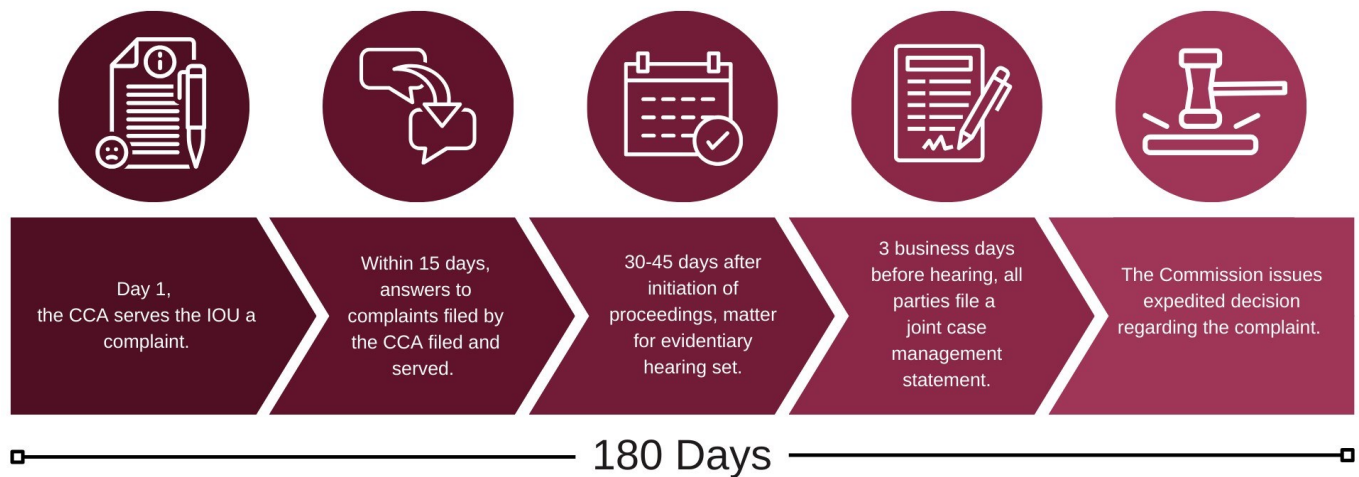 Day 1,
the CCA serves the IOU a
complaint.
Within 15 days,
answers to
complaints filed by
the CCA filed and
served.
30-45 days after
initiation of
proceedings, matter
for evidentiary
hearing set.
3 business days
before hearing, all
parties file a
joint case
management
statement.
The Commission issues
expedited decision
regarding the complaint.
180 Days